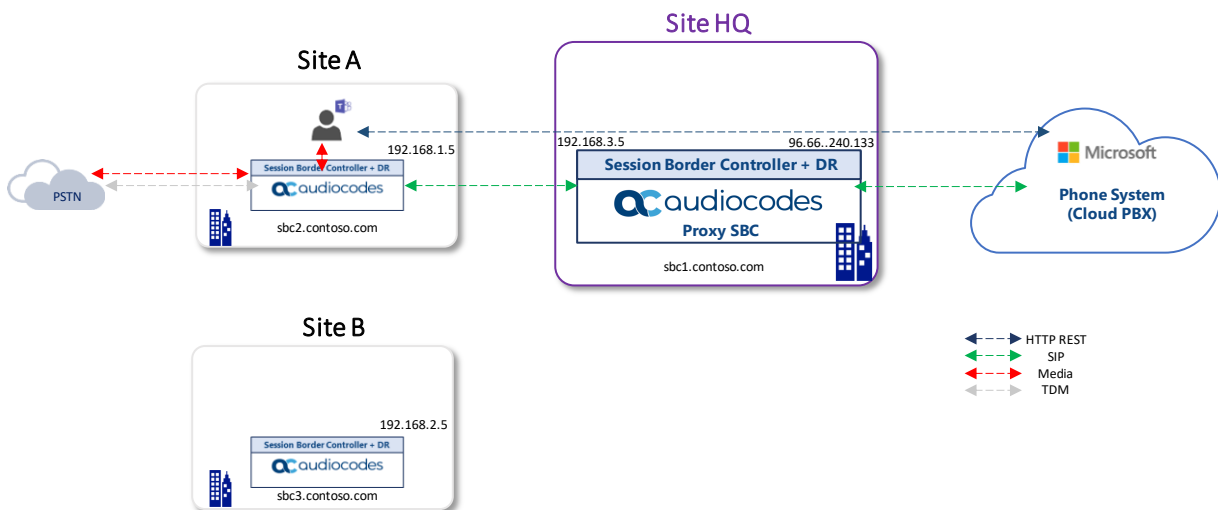 Site HQ
Site A
192.168.1.5
Session Border Controller + DR
audiocodes
sbc2.contoso.com
PSTN
192.168.3.5
96.66..240.133
Session Border Controller + DR
audiocodes
Proxy SBC
sbc1.contoso.com
Microsoft
Phone System
(Cloud PBX)
Site B
192.168.2.5
Session Border Controller + DR
audiocodes
sbc3.contoso.com
HTTP REST
SIP
Media
TDM